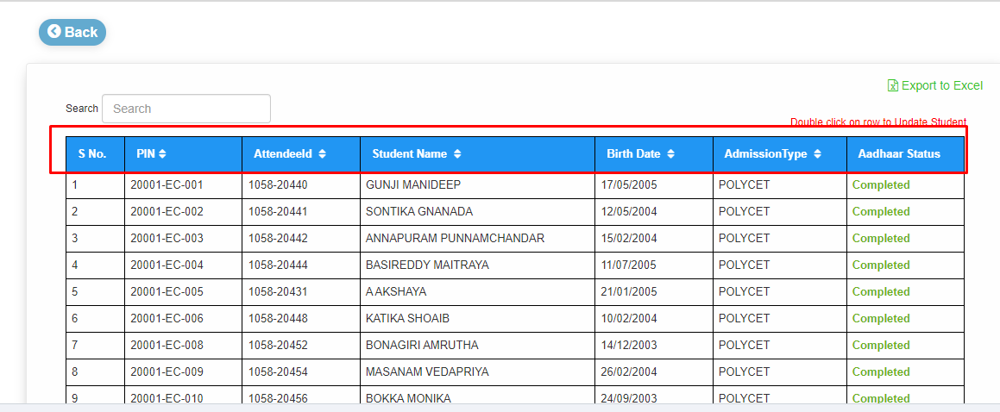 Back
Export to Excel
Search Search
Double click on row to Update Student
S No. PIN AttendeeId Student Name Birth Date AdmissionType Aadhaar Status
1 20001-EC-001 1058-20440 GUNJI MANIDEEP 17/05/2005 POLYCET Completed
2 20001-EC-002 1058-20441 SONTIKA GNANADA 12/05/2004 POLYCET Completed
3 20001-EC-003 1058-20442 ANNAPURAM PUNNAMCHANDAR 15/02/2004 POLYCET Completed
4 20001-EC-004 1058-20444 BASIREDDY MAITRAYA 11/07/2005 POLYCET Completed
5 20001-EC-005 1058-20431 A AKSHAYA 21/01/2005 POLYCET Completed
6 20001-EC-006 1058-20448 KATIKA SHOAIB 10/02/2004 POLYCET Completed
7 20001-EC-008 1058-20452 BONAGIRI AMRUTHA 14/12/2003 POLYCET Completed
8 20001-EC-009 1058-20454 MASANAM VEDAPRIYA 26/02/2004 POLYCET Completed
9 20001-EC-010 1058-20456 BOKKA MONIKA 24/09/2003 POLYCET Completed